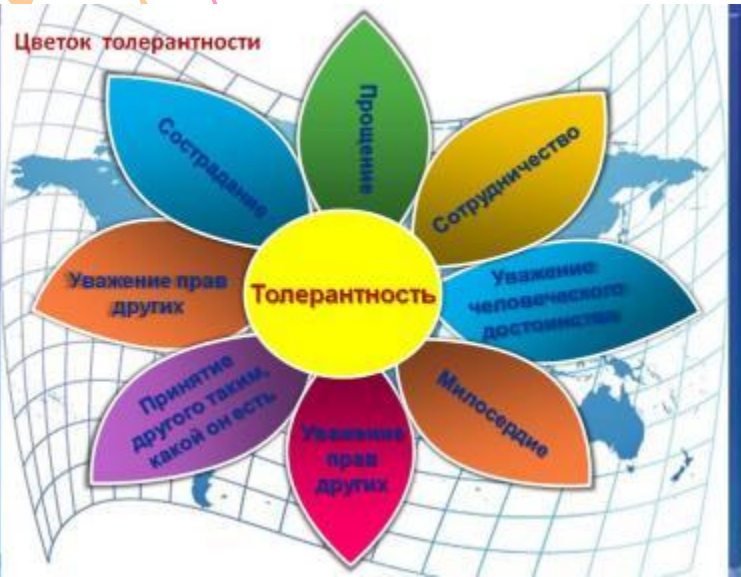 Цветок толерантности
Прощение
Сотрудничество
Уважение
человеческого
достоинства
Милосердие
Уважение
прав
других
Принятие
другого таким,
какой он есть
Уважение прав
других
Сострадание
Толерантность